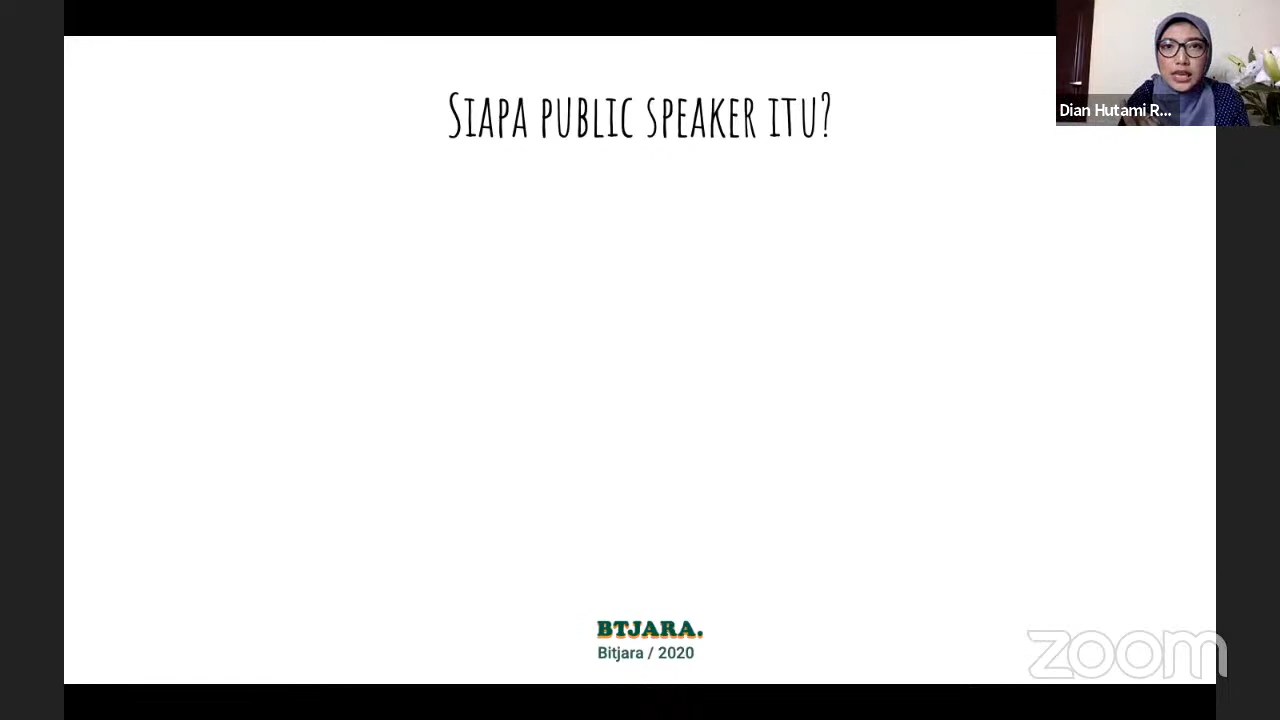 Siapa public speaker itu?
Dian Hutami R...
BTJARA.
Bitjara / 2020
zoom